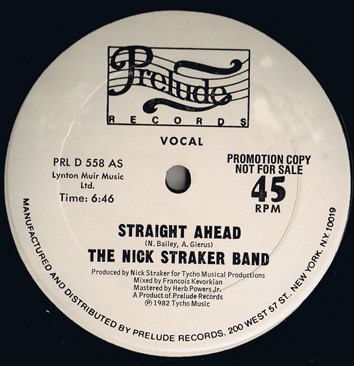 Prelude
RECORDS
VOCAL
PRL D 558 AS
Lynton Muir Music
Ltd.
Time: 6:46
PROMOTION COPY
NOT FOR SALE
45
RPM
STRAIGHT AHEAD
(N. Bailey, A. Gierus)
THE NICK STRAKER BAND
Produced by Nick Straker for Tycho Musical Productions
Mixed by Francois Kevorkian
Mastered by Herb Powers Jr.
A Product of Prelude Records
℗ 1982 Tycho Music
MANUFACTURED AND DISTRIBUTED BY PRELUDE RECORDS, 200 WEST 57 ST., NEW YORK, NY. 10019